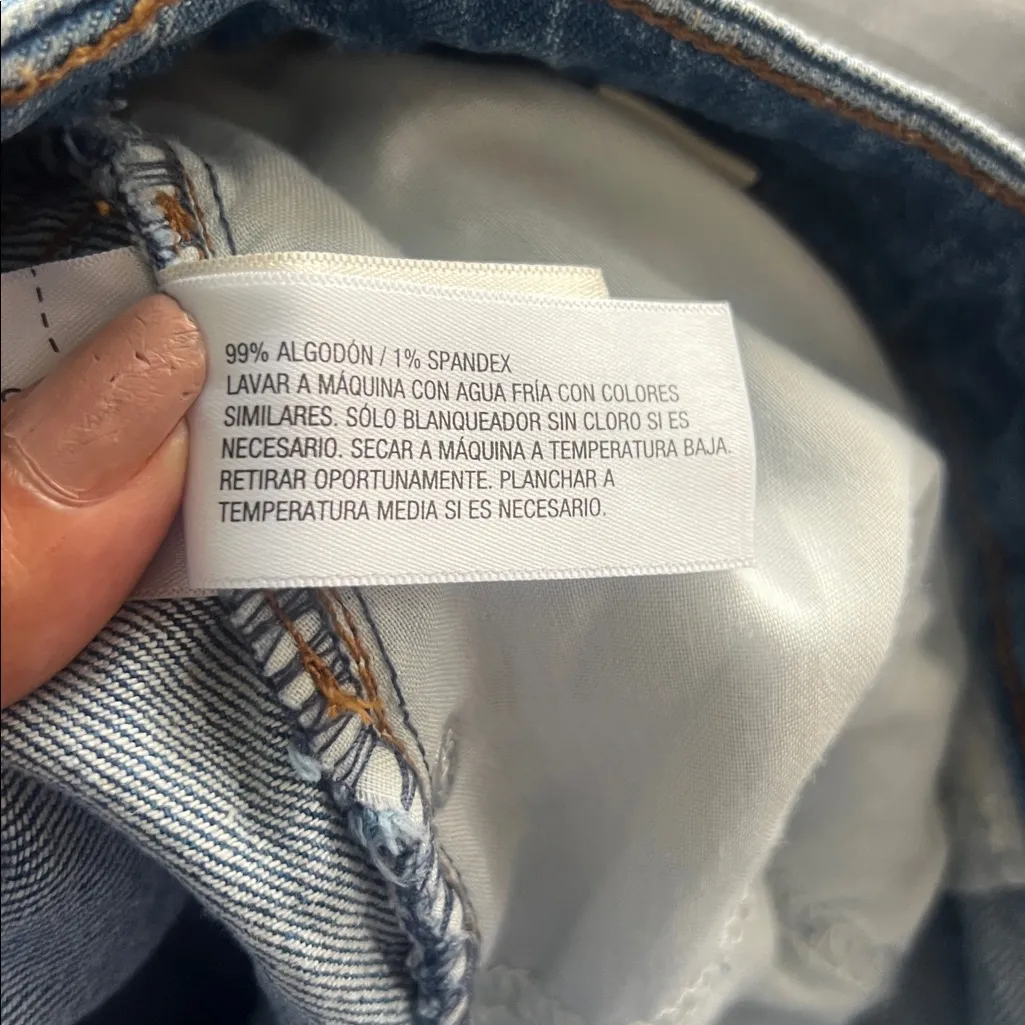 99% ALGODÓN / 1% SPANDEX
LAVAR A MÁQUINA CON AGUA FRÍA CON COLORES
SIMILARES. SÓLO BLANQUEADOR SIN CLORO SI ES
NECESARIO. SECAR A MÁQUINA A TEMPERATURA BAJA.
RETIRAR OPORTUNAMENTE. PLANCHAR A
TEMPERATURA MEDIA SI ES NECESARIO.